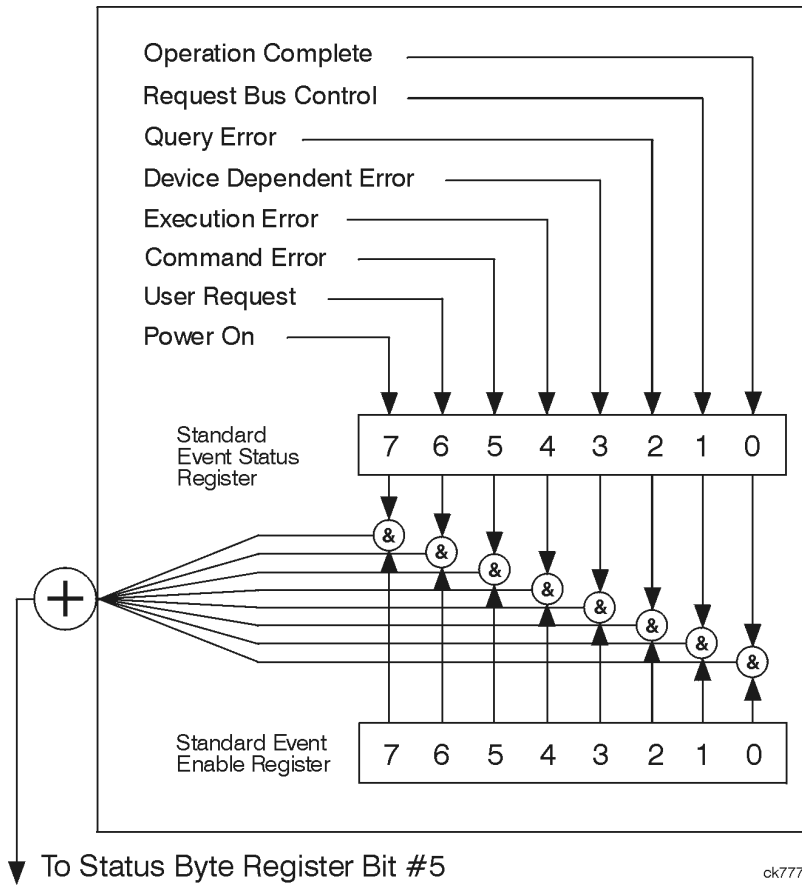 Operation Complete
Request Bus Control
Query Error
Device Dependent Error
Execution Error
Command Error
User Request
Power On
Standard
Event Status
Register
7 6 5 4 3 2 1 0
&
&
&
&
&
&
&
&
+
Standard Event
Enable Register
7 6 5 4 3 2 1 0
To Status Byte Register Bit #5
ck777